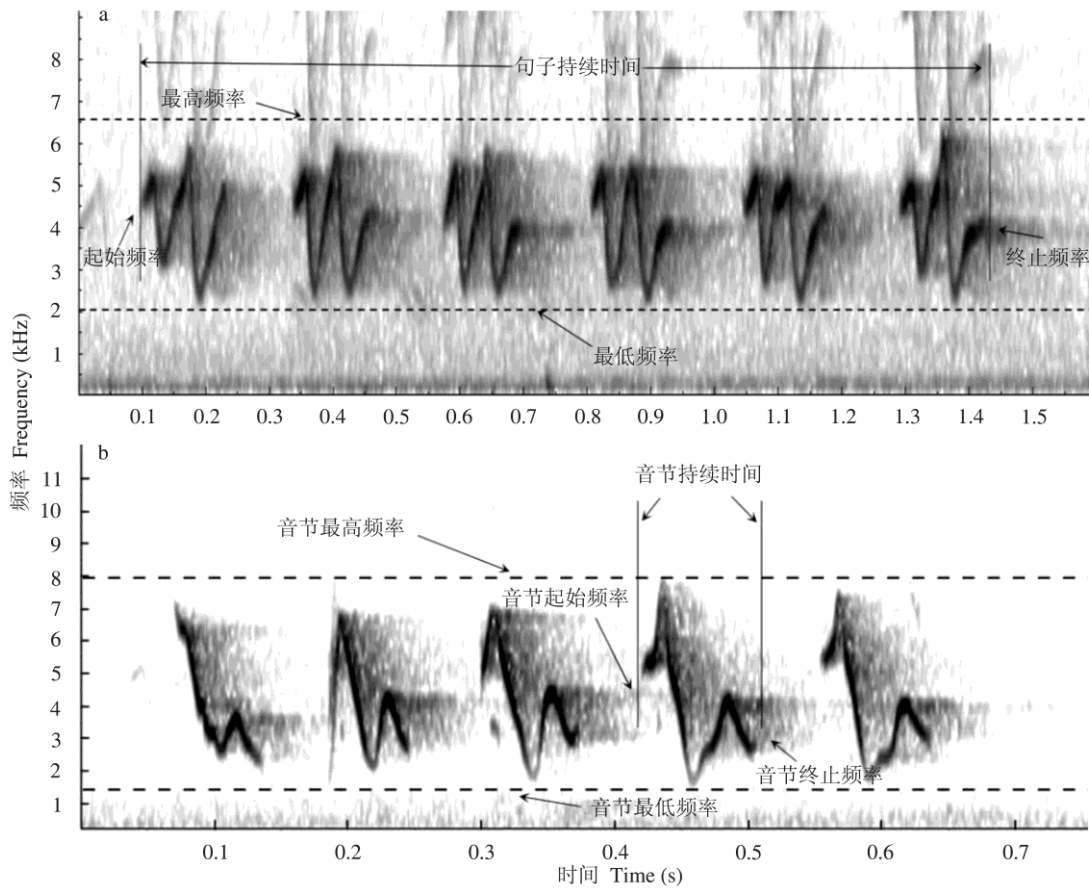 a
8
句子持续时间
7
最高频率
6
5
4
起始频率
终止频率
3
2
最低频率
1
0.1 0.2 0.3 0.4 0.5 0.6 0.7 0.8 0.9 1.0 1.1 1.2 1.3 1.4 1.5
频率 Frequency (kHz)
b
11
音节持续时间
10
9
音节最高频率
8
音节起始频率
7
6
5
4
3
音节终止频率
2
1
音节最低频率
0.1 0.2 0.3 0.4 0.5 0.6 0.7
时间 Time (s)